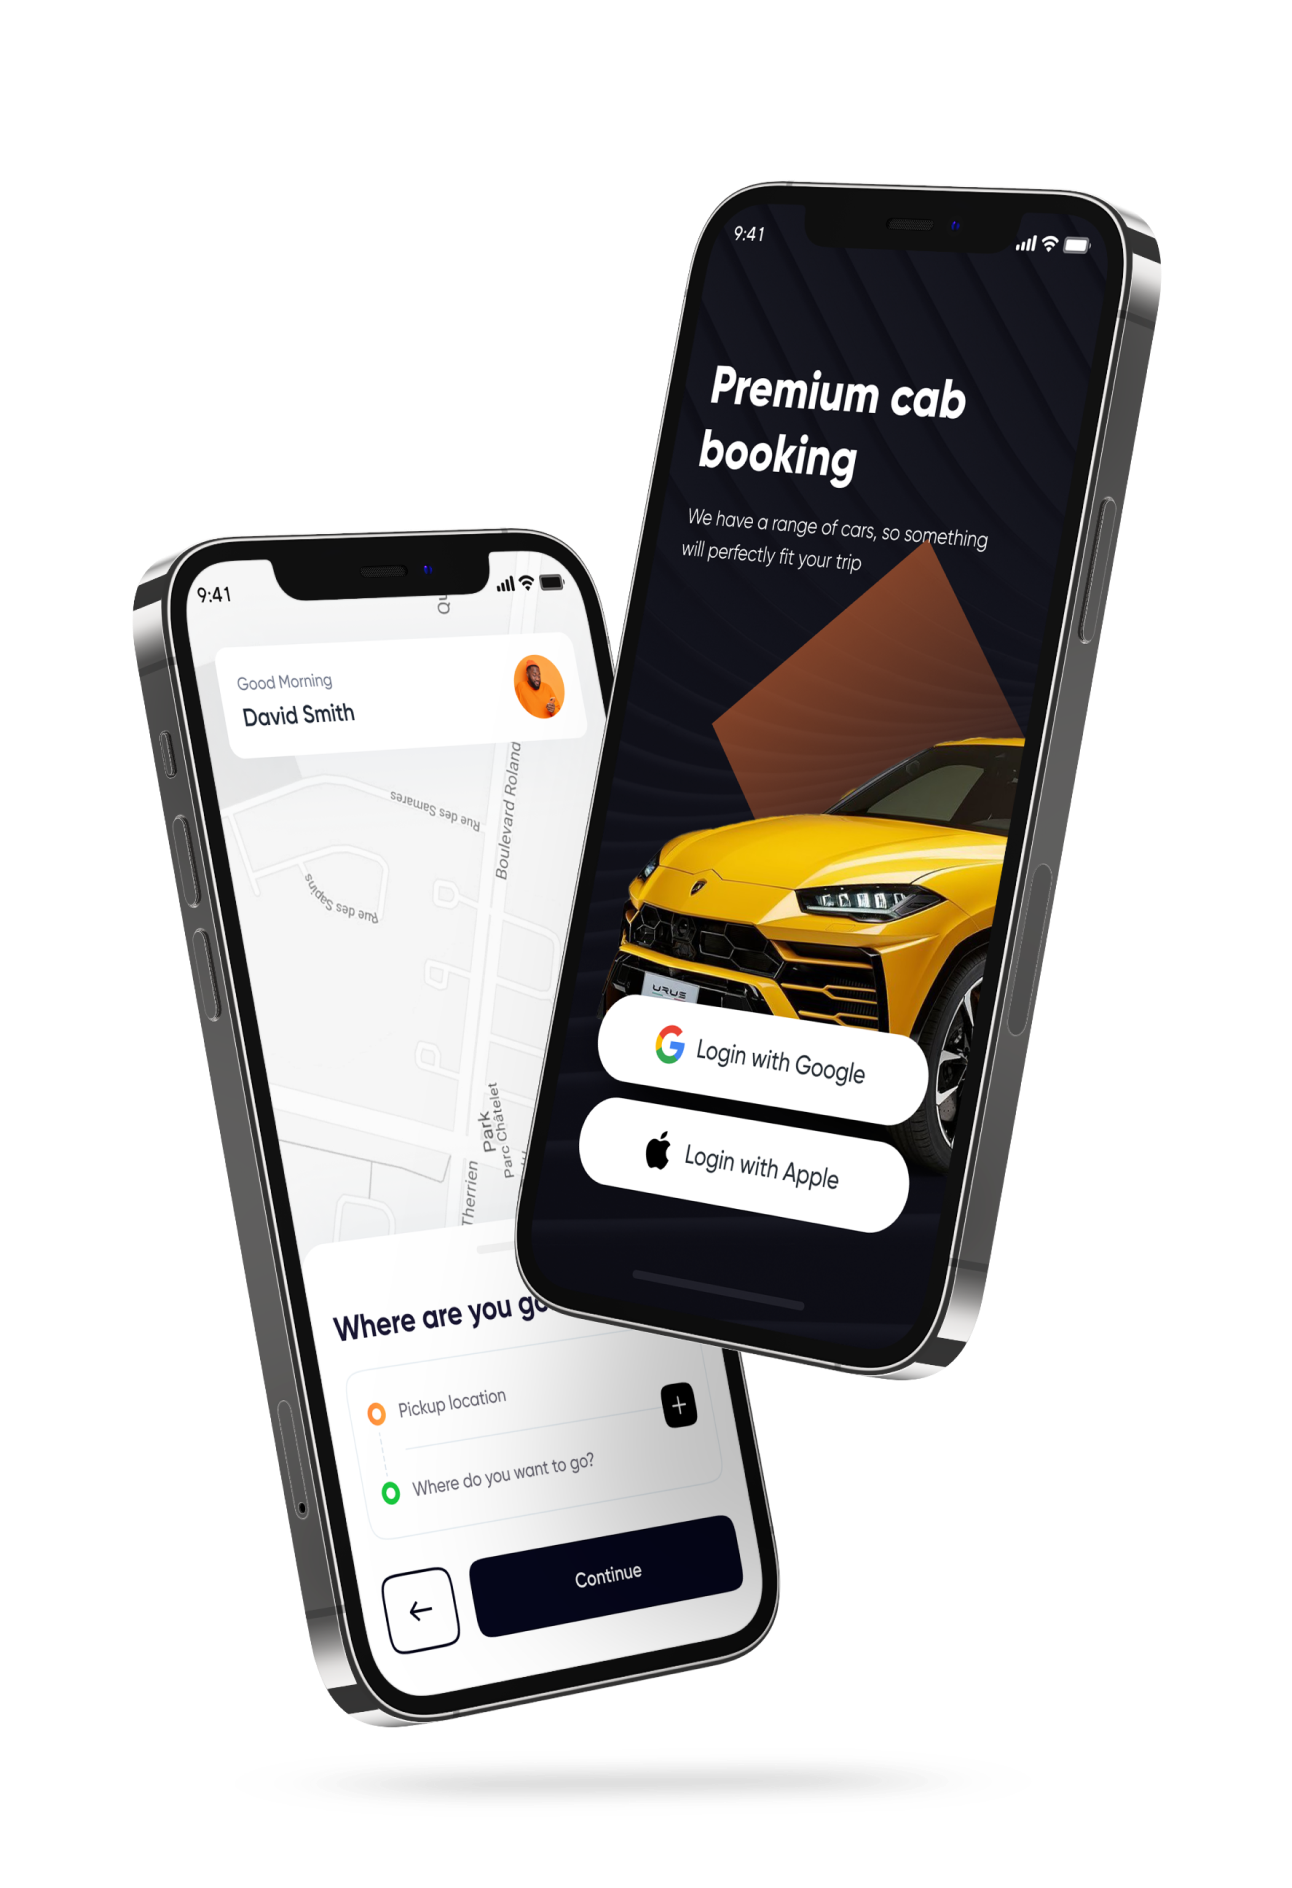 9:41
Premium cab
booking
We have a range of cars, so something
will perfectly fit your trip
URUS
Login with Google
Login with Apple
9:41
Qu
Good Morning
David Smith
Rue des Samares
Boulevard Roland
Rue des Sapins
Park
Parc Châtelet
Therrien
Where are you go
Pickup location
Where do you want to go?
Continue